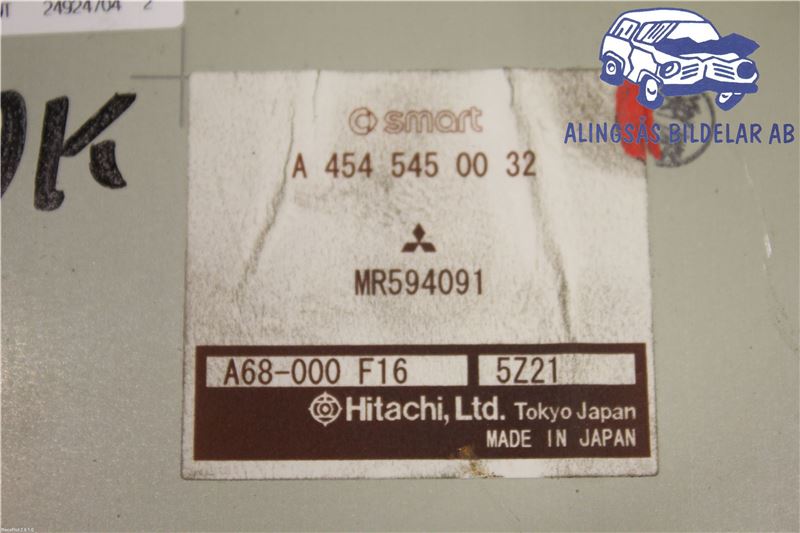 24924704 2
OK
smart
ALINGSÅS BILDELAR AB
A 454 545 00 32
MR594091
A68-000 F16 5Z21
Hitachi, Ltd. Tokyo Japan
MADE IN JAPAN